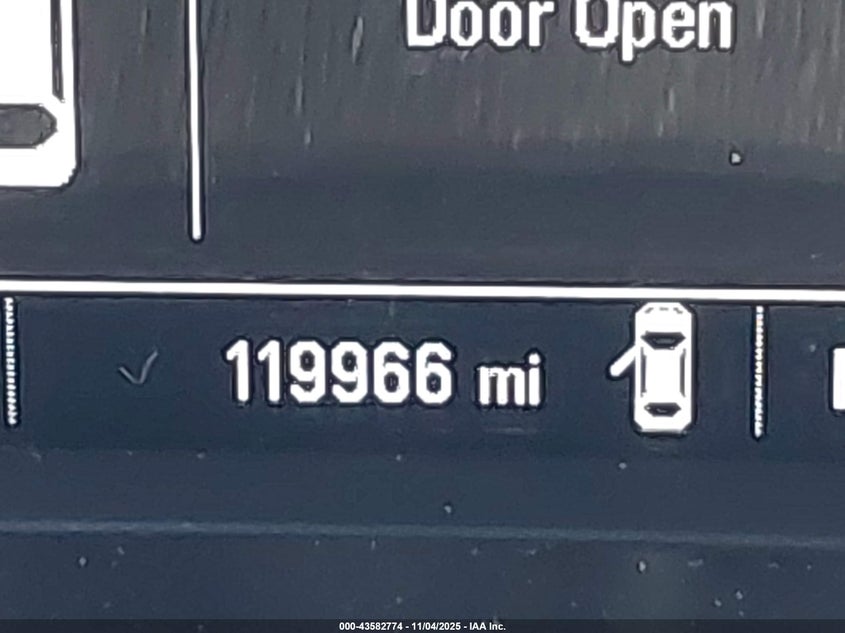 Door Open
119966 mi
000-43582774 - 11/04/2025 - IAA Inc.